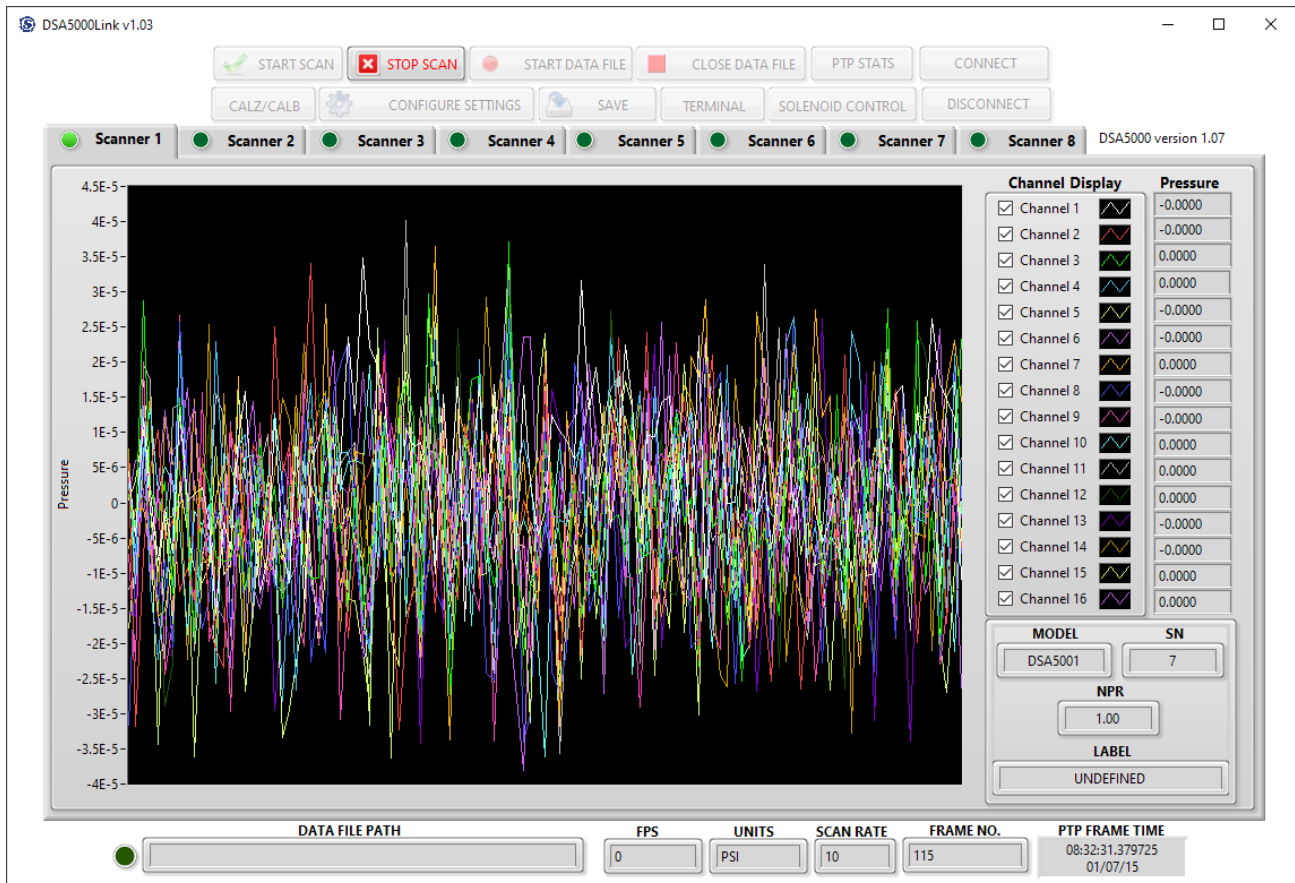 DSA5000Link v1.03
START SCAN STOP SCAN START DATA FILE CLOSE DATA FILE PTP STATS CONNECT
CALZ/CALB CONFIGURE SETTINGS SAVE TERMINAL SOLENOID CONTROL DISCONNECT
Scanner 1 Scanner 2 Scanner 3 Scanner 4 Scanner 5 Scanner 6 Scanner 7 Scanner 8 DSA5000 version 1.07
Pressure
4.5E-5
4E-5
3.5E-5
3E-5
2.5E-5
2E-5
1.5E-5
1E-5
5E-6
0
-5E-6
-1E-5
-1.5E-5
-2E-5
-2.5E-5
-3E-5
-3.5E-5
-4E-5
Channel Display Pressure
Channel 1 -0.0000
Channel 2 -0.0000
Channel 3 0.0000
Channel 4 0.0000
Channel 5 -0.0000
Channel 6 -0.0000
Channel 7 0.0000
Channel 8 -0.0000
Channel 9 -0.0000
Channel 10 0.0000
Channel 11 0.0000
Channel 12 0.0000
Channel 13 -0.0000
Channel 14 -0.0000
Channel 15 0.0000
Channel 16 0.0000
MODEL SN
DSA5001 7
NPR
1.00
LABEL
UNDEFINED
DATA FILE PATH FPS UNITS SCAN RATE FRAME NO. PTP FRAME TIME
0 PSI 10 115 08:32:31.379725
01/07/15